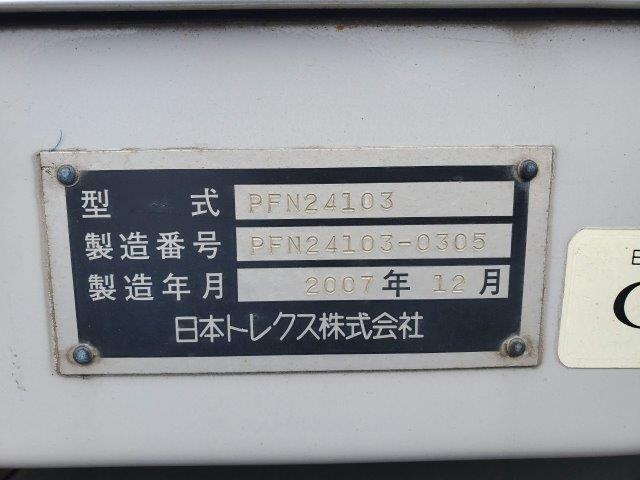 型式 PFN24103
製造番号 PFN24103-0305
製造年月 2007年12月
日本トレクス株式会社